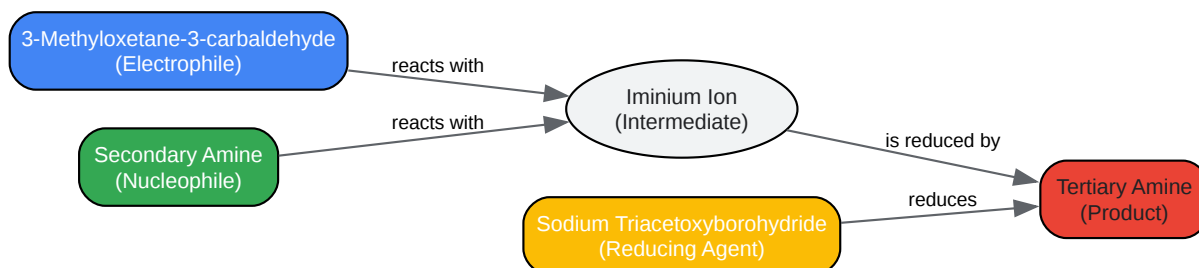 3-Methyloxetane-3-carbaldehyde
(Electrophile)
reacts with
Secondary Amine
(Nucleophile)
reacts with
Iminium Ion
(Intermediate)
is reduced by
Sodium Triacetoxyborohydride
(Reducing Agent)
reduces
Tertiary Amine
(Product)